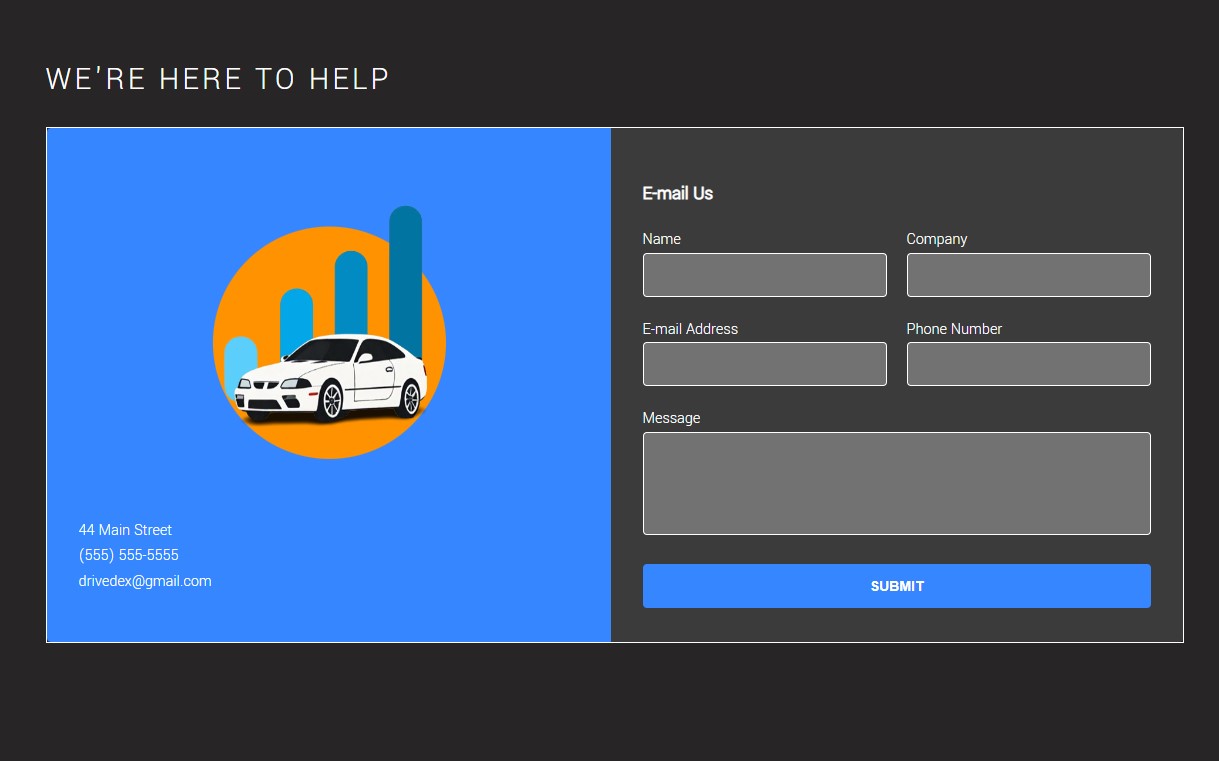 WE'RE HERE TO HELP
44 Main Street
(555) 555-5555
drivedex@gmail.com
E-mail Us
Name
Company
E-mail Address
Phone Number
Message
SUBMIT